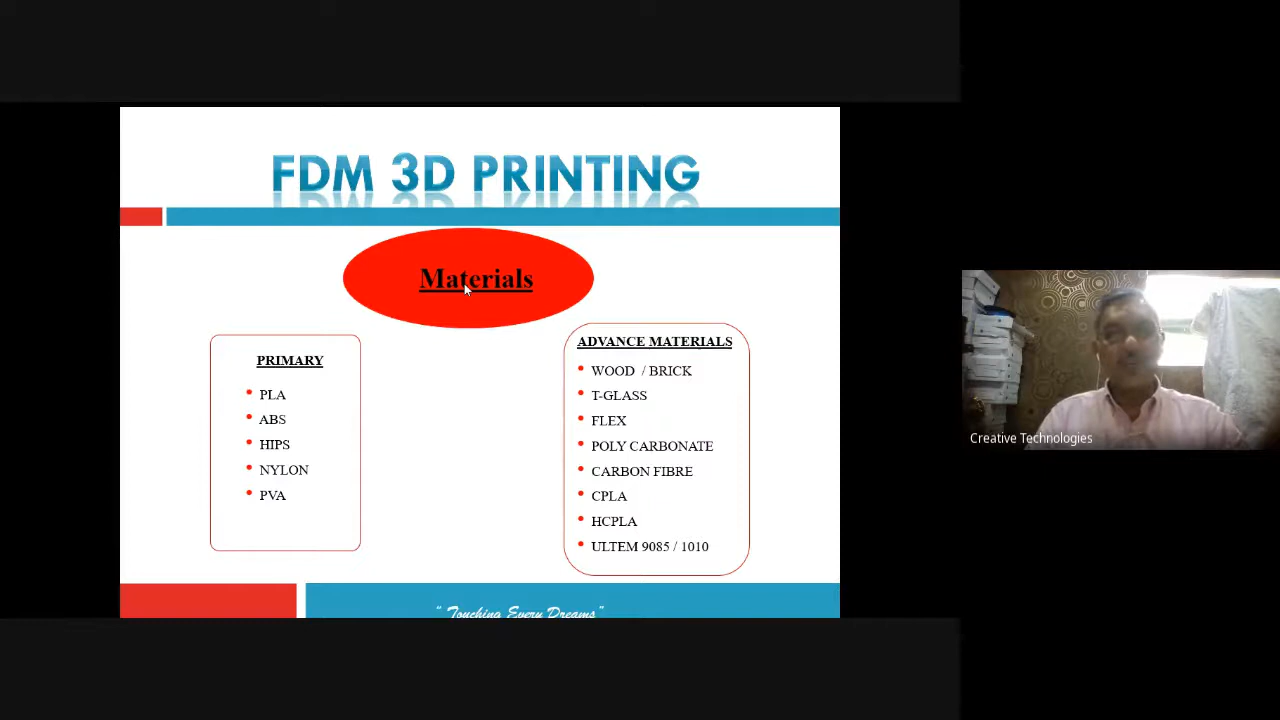 FDM 3D PRINTING
Materials
PRIMARY
PLA
ABS
HIPS
NYLON
PVA
ADVANCE MATERIALS
WOOD / BRICK
T-GLASS
FLEX
POLY CARBONATE
CARBON FIBRE
CPLA
HCPLA
ULTEM 9085 / 1010
Creative Technologies
" Touching Every Dreams"